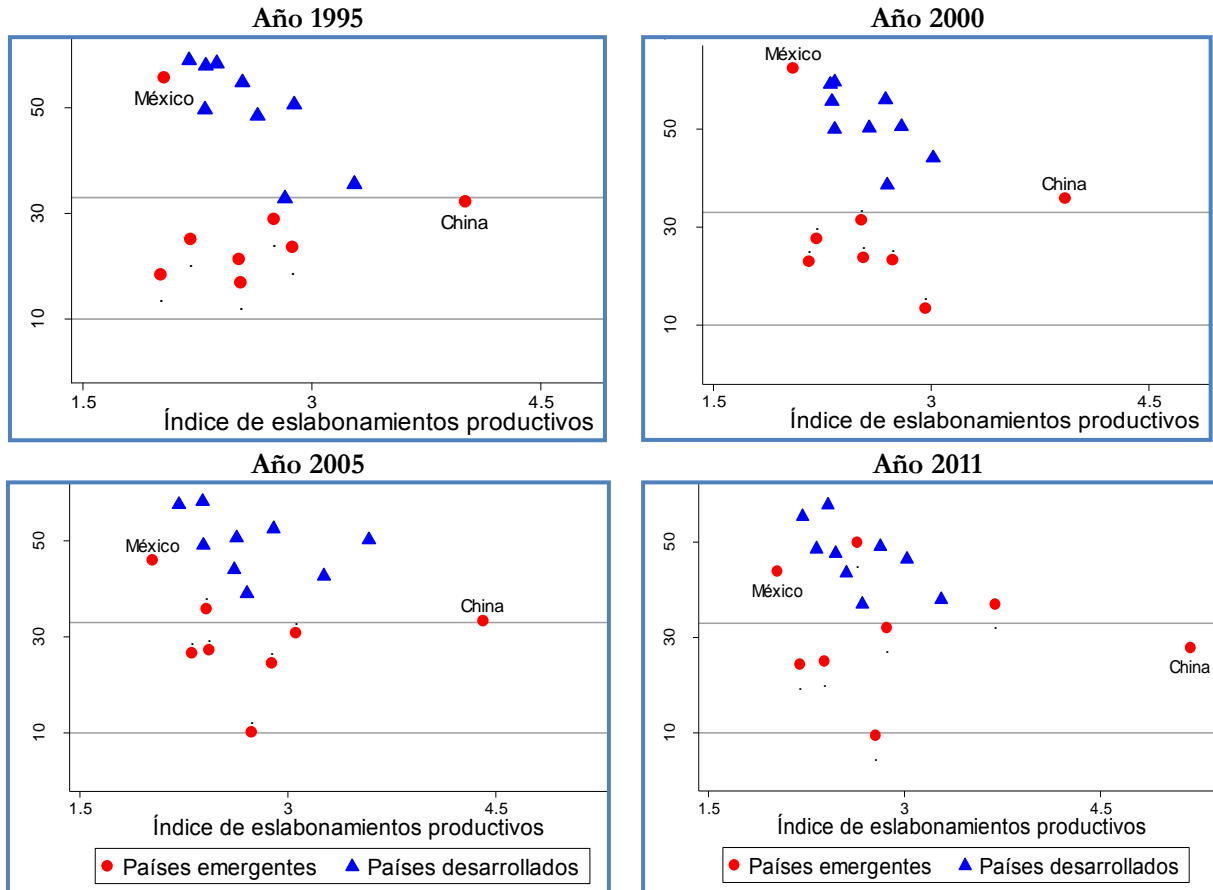 Año 1995
50
30
10
México
China
1.5
3
4.5
Índice de eslabonamientos productivos
Año 2000
50
30
10
México
China
1.5
3
4.5
Índice de eslabonamientos productivos
Año 2005
50
30
10
México
China
1.5
3
4.5
Índice de eslabonamientos productivos
Países emergentes
Países desarrollados
Año 2011
50
30
10
México
China
1.5
3
4.5
Índice de eslabonamientos productivos
Países emergentes
Países desarrollados